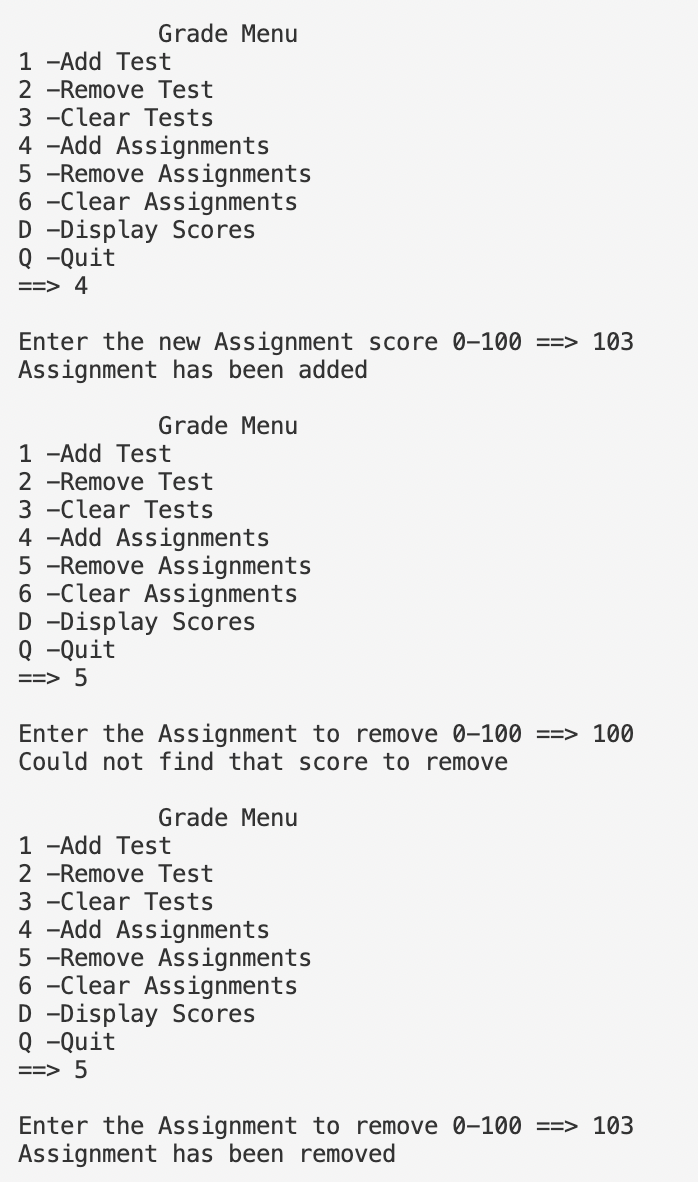 Grade Menu
1 -Add Test
2 -Remove Test
3 -Clear Tests
4 -Add Assignments
5 -Remove Assignments
6 -Clear Assignments
D -Display Scores
Q -Quit
==> 4
Enter the new Assignment score 0-100 ==> 103
Assignment has been added
Grade Menu
1 -Add Test
2 -Remove Test
3 -Clear Tests
4 -Add Assignments
5 -Remove Assignments
6 -Clear Assignments
D -Display Scores
Q -Quit
==> 5
Enter the Assignment to remove 0-100 ==> 100
Could not find that score to remove
Grade Menu
1 -Add Test
2 -Remove Test
3 -Clear Tests
4 -Add Assignments
5 -Remove Assignments
6 -Clear Assignments
D -Display Scores
Q -Quit
==> 5
Enter the Assignment to remove 0-100 ==> 103
Assignment has been removed